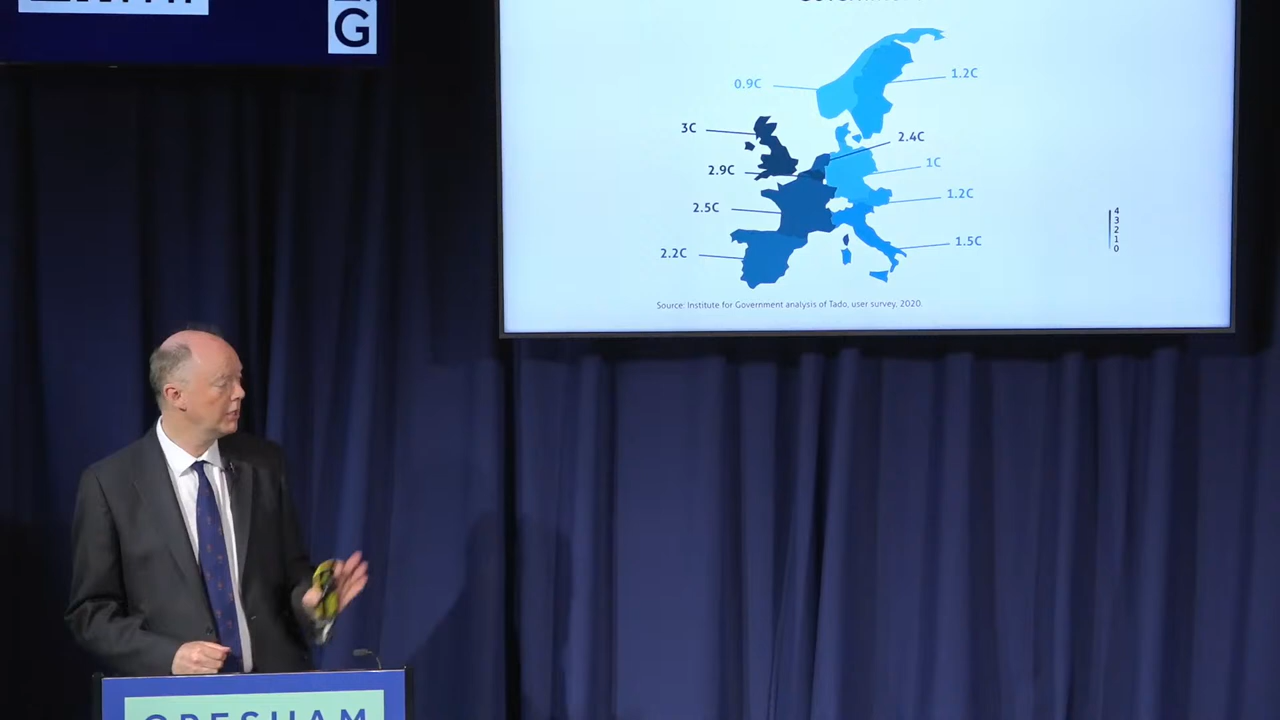 G
0.9C
1.2C
3C
2.4C
2.9C
1C
2.5C
1.2C
2.2C
1.5C
4
3
2
1
0
Source: Institute for Government analysis of Tado, user survey, 2020.
GRESHAM